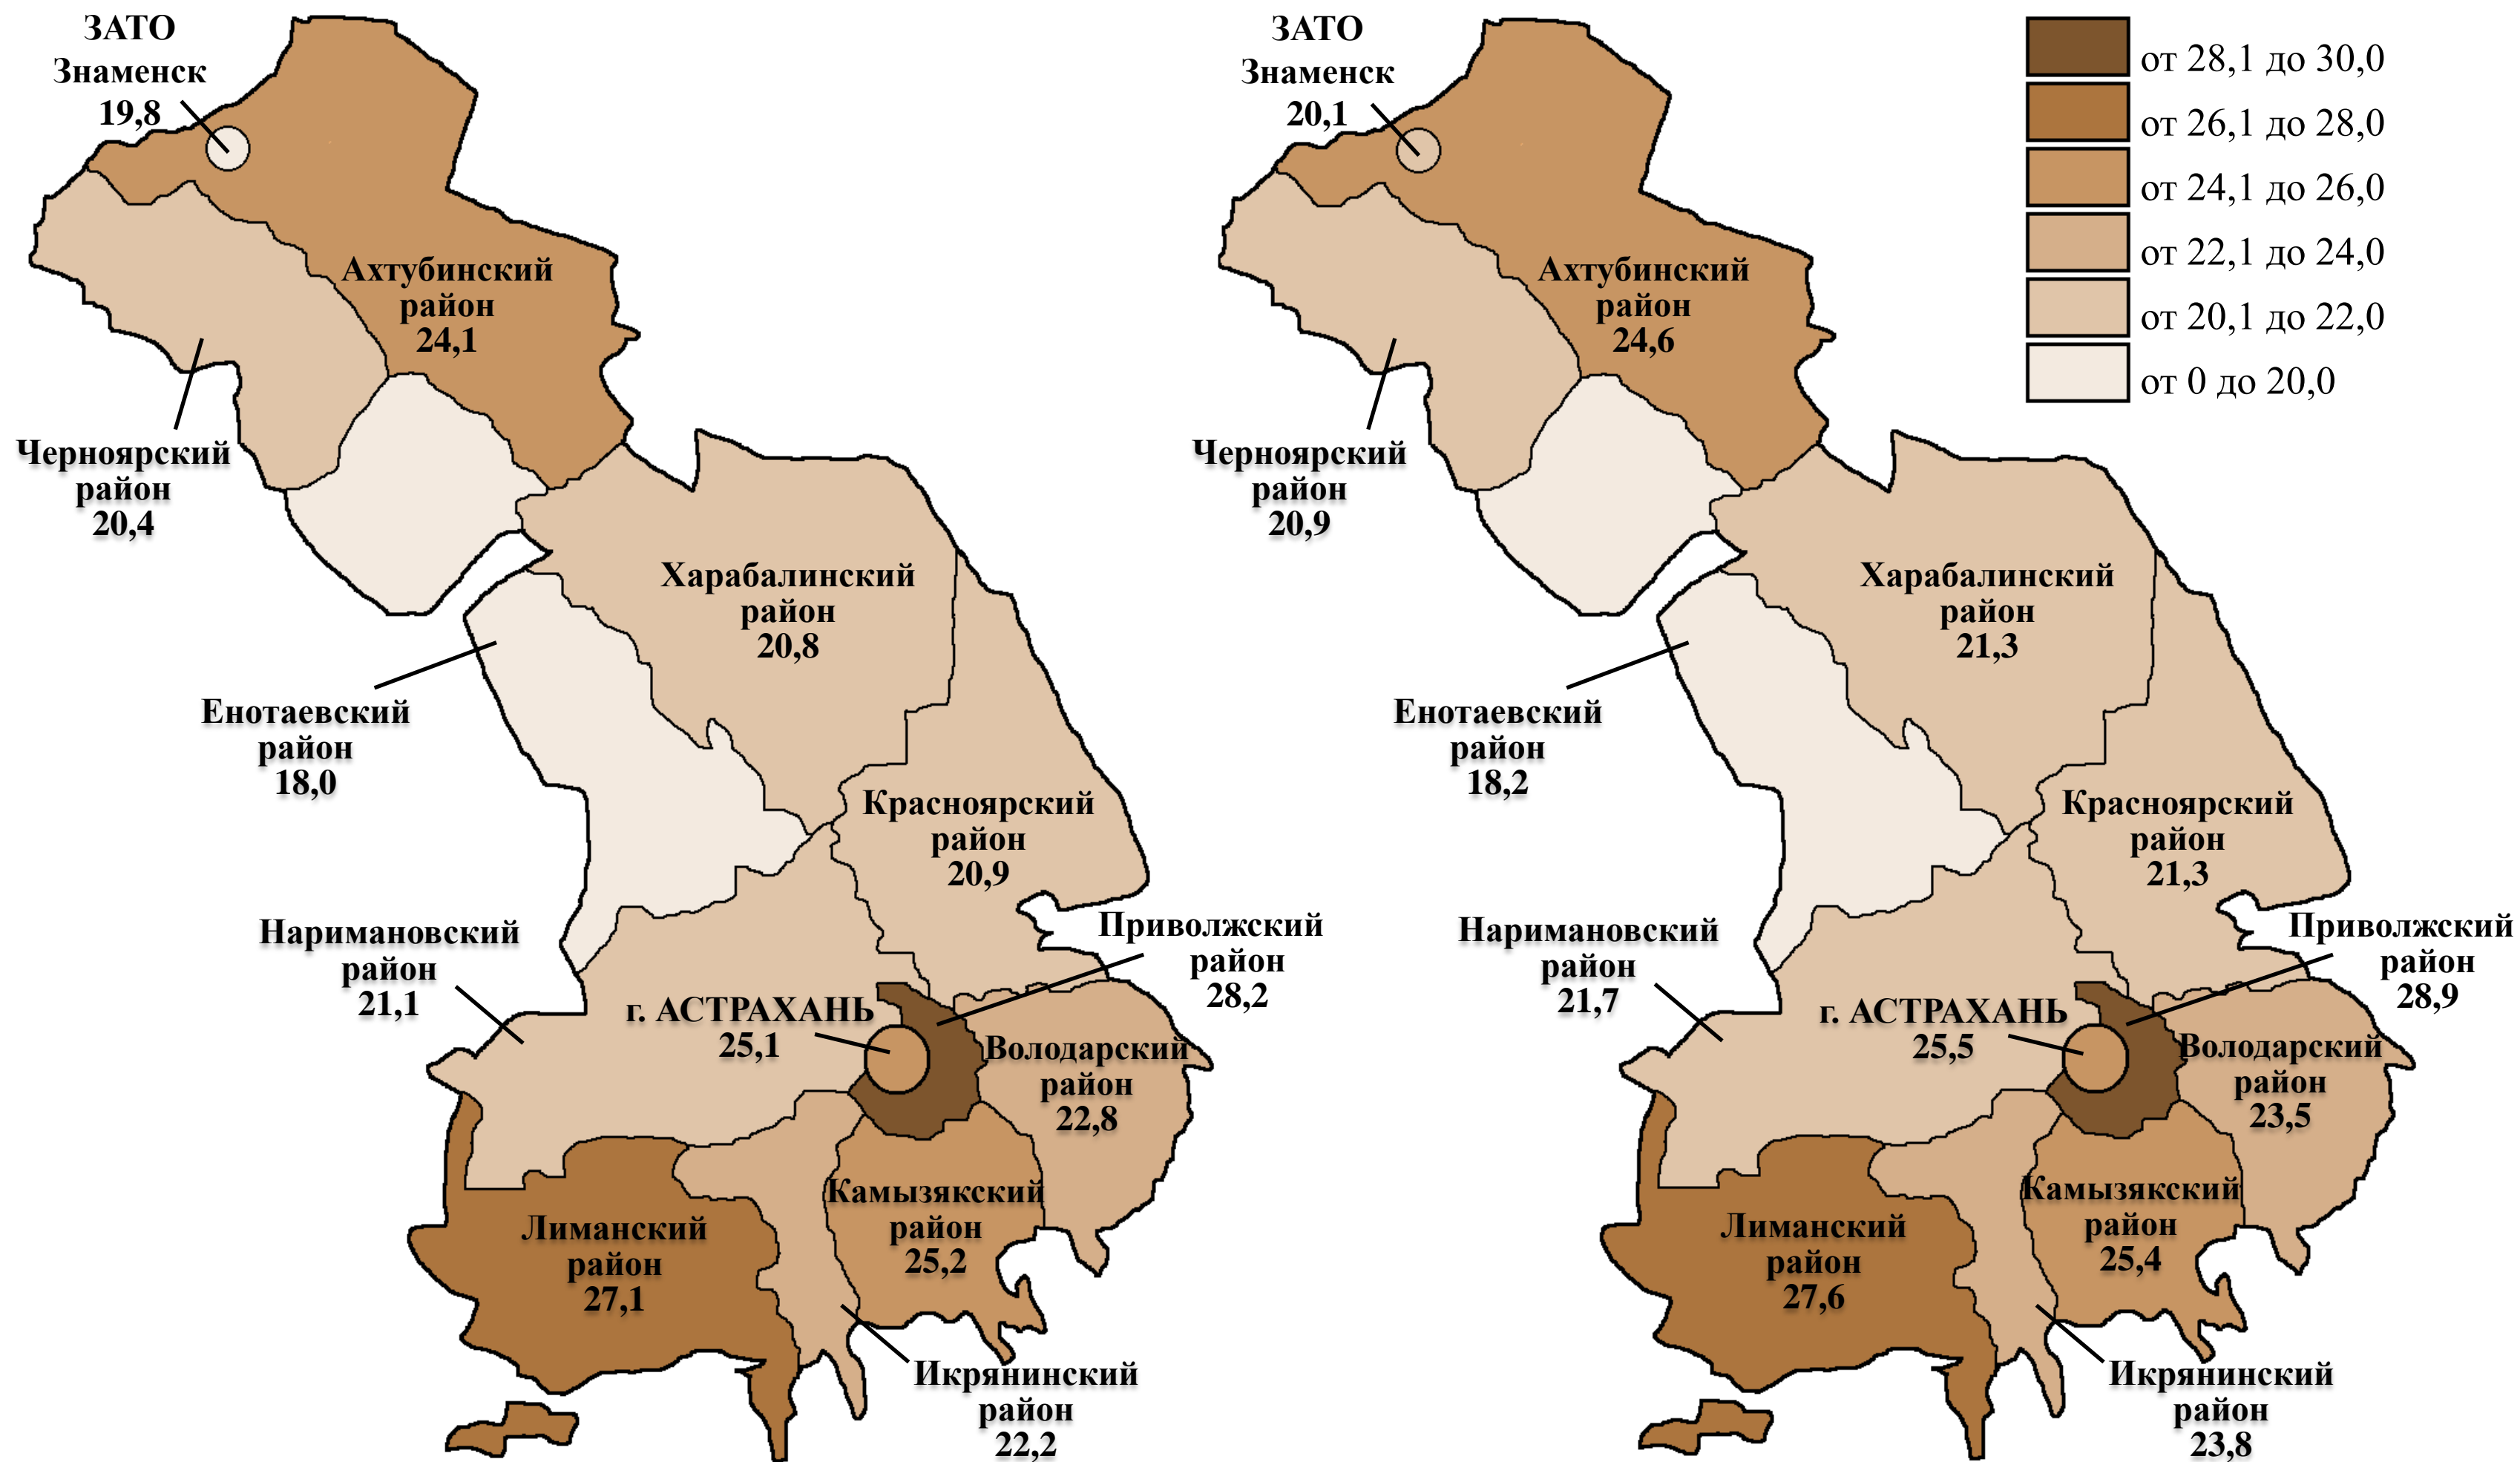 ЗАТО
Знаменск
19,8
Ахтубинский
район
24,1
Черноярский
район
20,4
Харабалинский
район
20,8
Енотаевский
район
18,0
Красноярский
район
20,9
Наримановский
район
21,1
Приволжский
район
28,2
г. АСТРАХАНЬ
25,1
Володарский
район
22,8
Камызякский
район
25,2
Лиманский
район
27,1
Икрянинский
район
22,2
ЗАТО
Знаменск
20,1
Ахтубинский
район
24,6
Черноярский
район
20,9
Харабалинский
район
21,3
Енотаевский
район
18,2
Красноярский
район
21,3
Наримановский
район
21,7
Приволжский
район
28,9
г. АСТРАХАНЬ
25,5
Володарский
район
23,5
Камызякский
район
25,4
Лиманский
район
27,6
Икрянинский
район
23,8
от 28,1 до 30,0
от 26,1 до 28,0
от 24,1 до 26,0
от 22,1 до 24,0
от 20,1 до 22,0
от 0 до 20,0